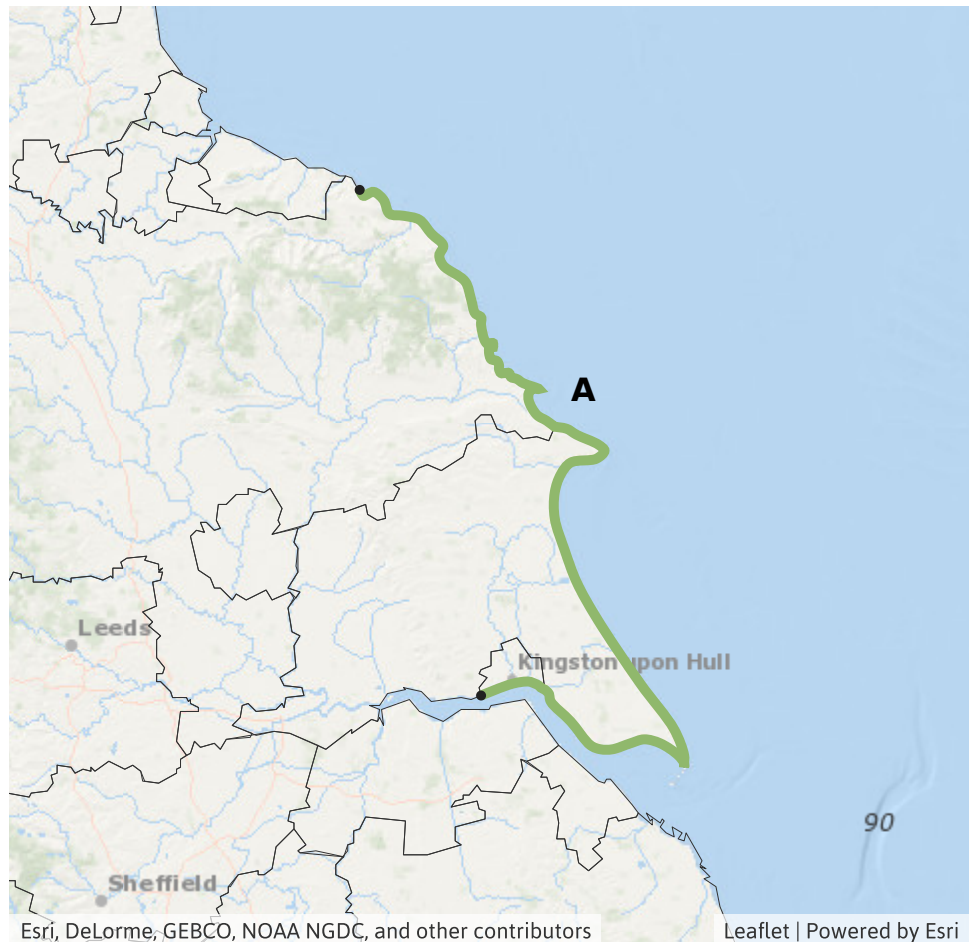 A
Leeds
Kingston upon Hull
90
Sheffield
Esri, DeLorme, GEBCO, NOAA NGDC, and other contributors
Leaflet | Powered by Esri